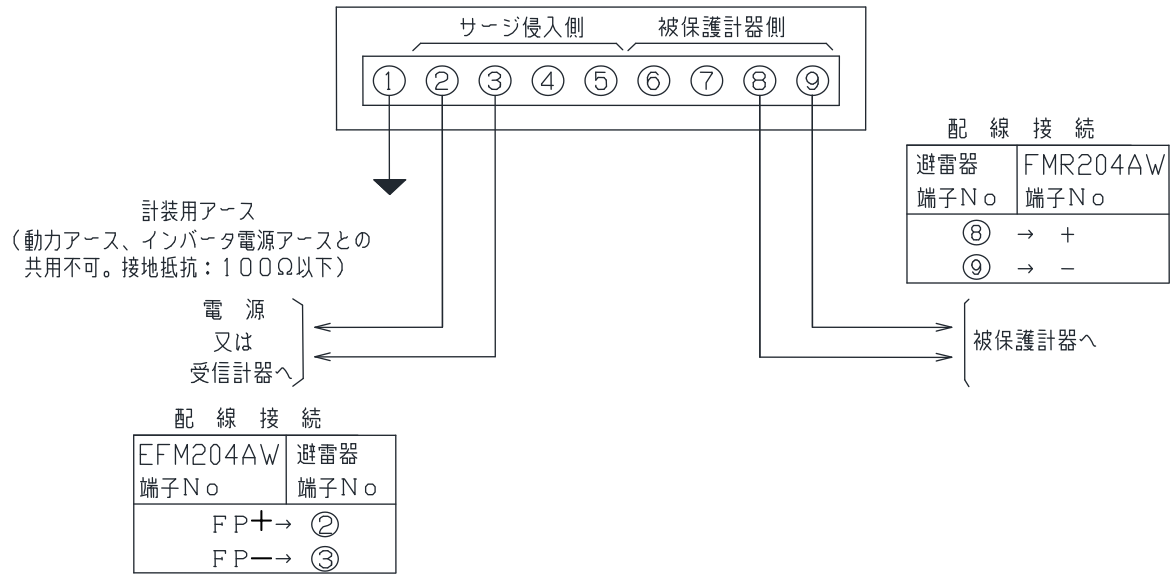 サージ侵入側　被保護計器側
① ② ③ ④ ⑤ ⑥ ⑦ ⑧ ⑨
計装用アース
（動力アース、インバータ電源アースとの
共用不可。接地抵抗：１００Ω以下）
電　源
又は
受信計器へ
配　線　接　続
EFM204AW　避雷器
端子Ｎｏ　端子Ｎｏ
ＦＰ＋→　②
ＦＰ－→　③
配　線　接　続
避雷器　FMR204AW
端子Ｎｏ　端子Ｎｏ
⑧　→　＋
⑨　→　－
被保護計器へ